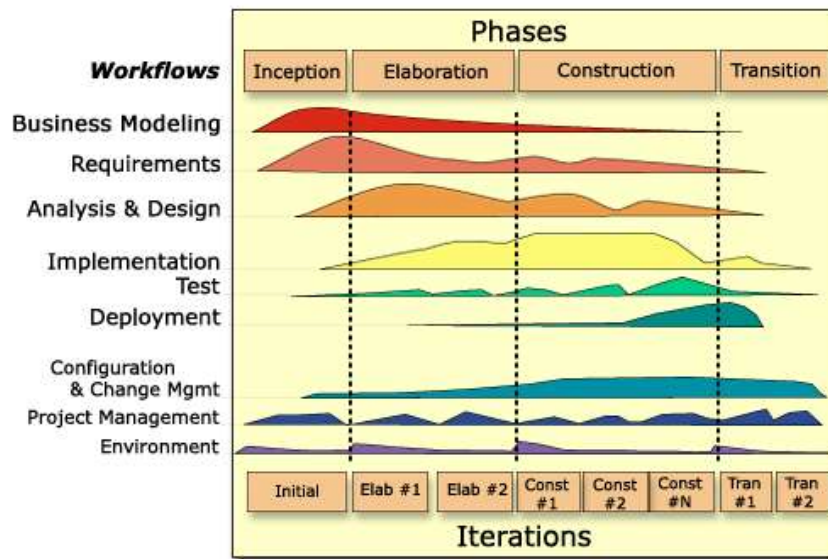 Phases
Workflows
Inception
Elaboration
Construction
Transition
Business Modeling
Requirements
Analysis & Design
Implementation
Test
Deployment
Configuration
& Change Mgmt
Project Management
Environment
Initial
Elab #1
Elab #2
Const
#1
Const
#2
Const
#N
Tran
#1
Tran
#2
Iterations